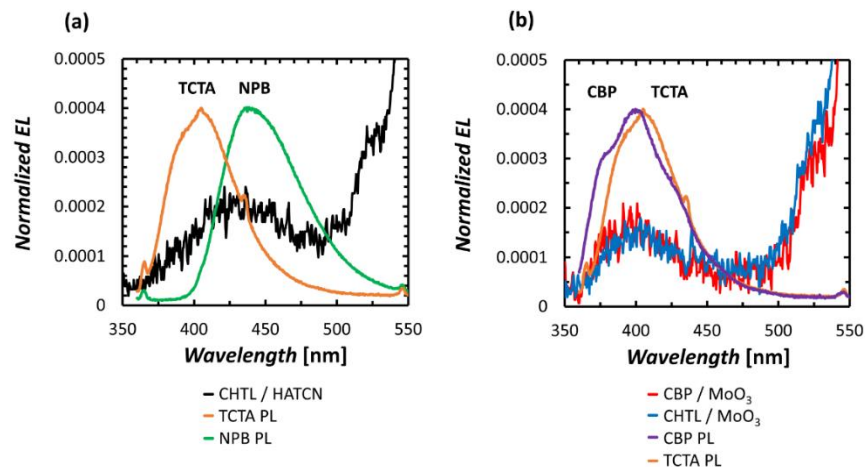 (a)
0.0005
0.0004
0.0003
0.0002
0.0001
0
Normalized EL
TCTA NPB
350 400 450 500 550
Wavelength [nm]
CHTL / HATCN
TCTA PL
NPB PL
(b)
0.0005
0.0004
0.0003
0.0002
0.0001
0
Normalized EL
CBP TCTA
350 400 450 500 550
Wavelength [nm]
CBP / MoO₃
CHTL / MoO₃
CBP PL
TCTA PL